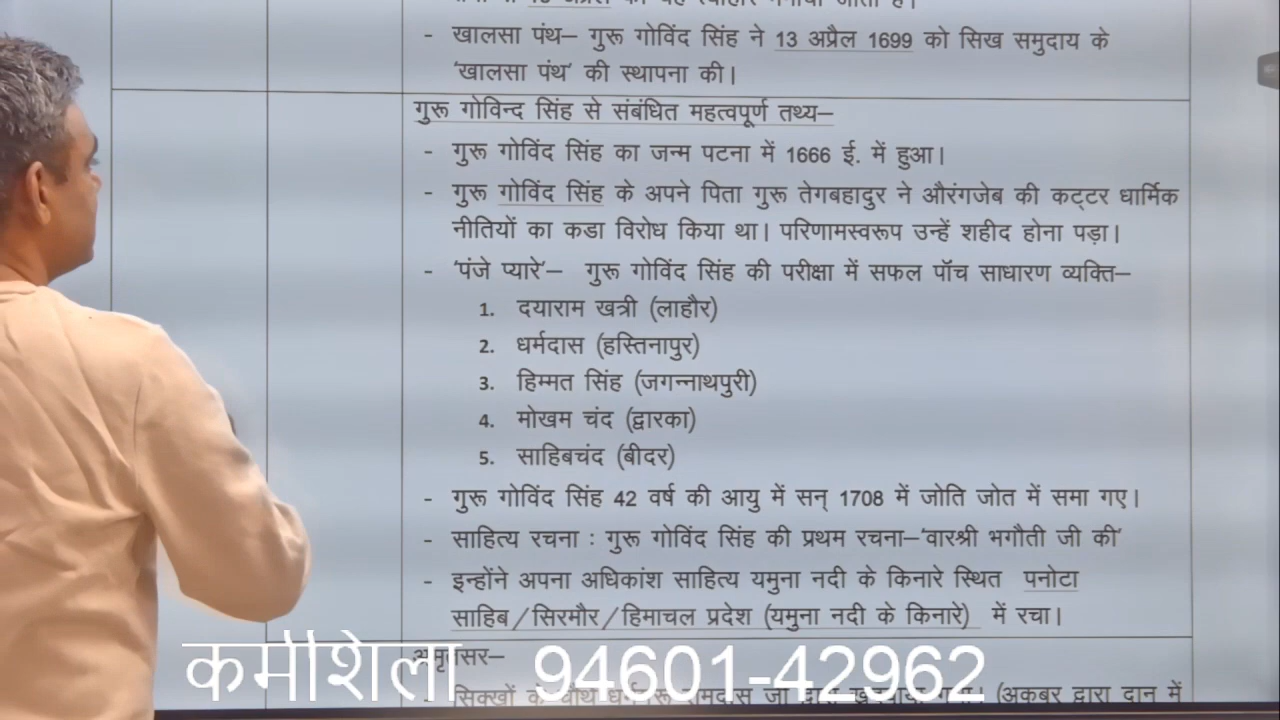 - खालसा पंथ– गुरू गोविंद सिंह ने 13 अप्रैल 1699 को सिख समुदाय के
'खालसा पंथ' की स्थापना की।
गुरू गोविन्द सिंह से संबंधित महत्वपूर्ण तथ्य–
- गुरू गोविंद सिंह का जन्म पटना में 1666 ई. में हुआ।
- गुरू गोविंद सिंह के अपने पिता गुरू तेगबहादुर ने औरंगजेब की कट्टर धार्मिक
नीतियों का कडा विरोध किया था। परिणामस्वरूप उन्हें शहीद होना पड़ा।
- 'पंजे प्यारे'– गुरू गोविंद सिंह की परीक्षा में सफल पॉच साधारण व्यक्ति–
1. दयाराम खत्री (लाहौर)
2. धर्मदास (हस्तिनापुर)
3. हिम्मत सिंह (जगन्नाथपुरी)
4. मोखम चंद (द्वारका)
5. साहिबचंद (बीदर)
- गुरू गोविंद सिंह 42 वर्ष की आयु में सन् 1708 में जोति जोत में समा गए।
- साहित्य रचना : गुरू गोविंद सिंह की प्रथम रचना–'वारश्री भगौती जी की'
- इन्होंने अपना अधिकांश साहित्य यमुना नदी के किनारे स्थित पनोटा
साहिब/सिरमौर/हिमाचल प्रदेश (यमुना नदी के किनारे) में रचा।
अमृतसर–
कर्मशिला 94601-42962
- सिक्खों के (अकबर द्वारा दान में